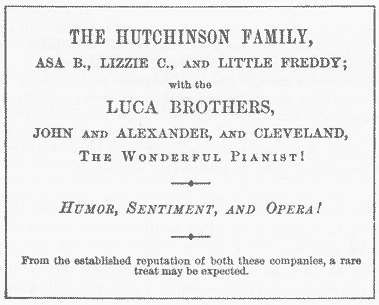 THE HUTCHINSON FAMILY,
ASA B., LIZZIE C., AND LITTLE FREDDY;
with the
LUCA BROTHERS,
JOHN AND ALEXANDER, AND CLEVELAND,
THE WONDERFUL PIANIST!
HUMOR, SENTIMENT, AND OPERA!
From the established reputation of both these companies, a rare
treat may be expected.